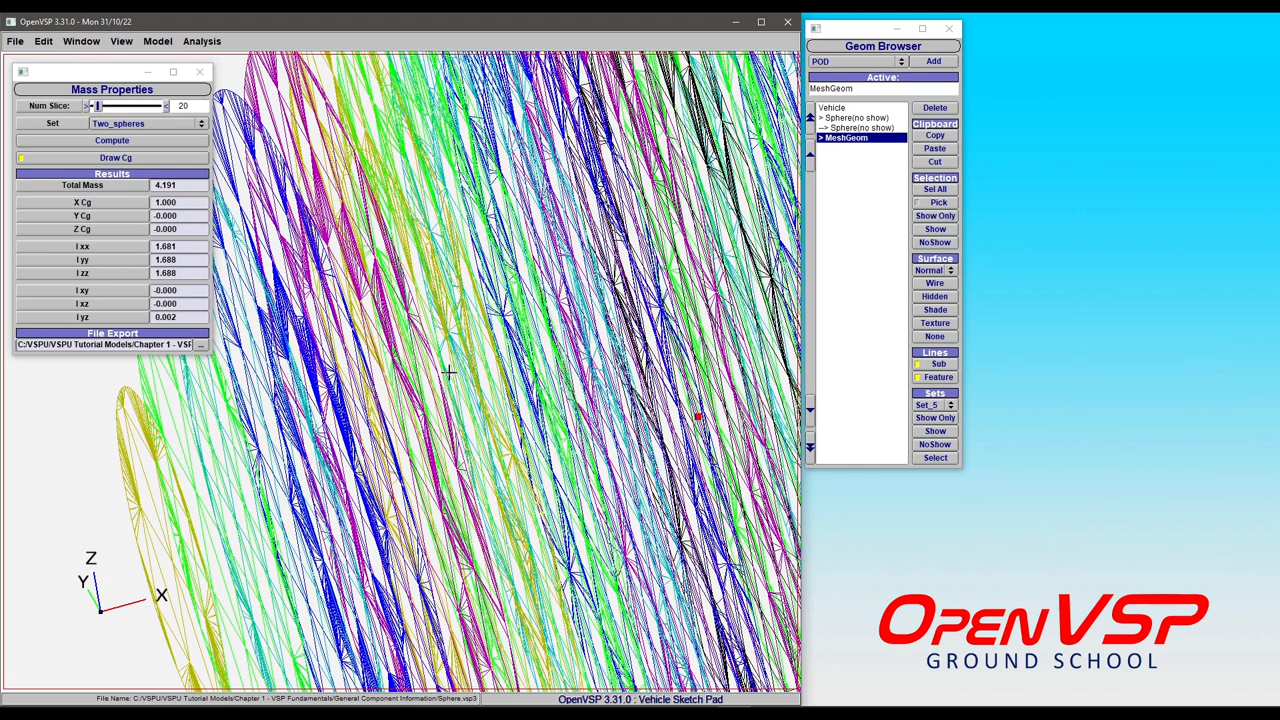 OpenVSP 3.31.0 - Mon 31/10/22
File Edit Window View Model Analysis
Mass Properties
Num Slice: > < 20
Set Two_spheres
Compute
Draw Cg
Results
Total Mass 4.191
X Cg 1.000
Y Cg -0.000
Z Cg -0.000
I xx 1.681
I yy 1.688
I zz 1.688
I xy -0.000
I xz -0.000
I yz 0.002
File Export
C:/VSPU/VSPU Tutorial Models/Chapter 1 - VSP ...
Z
Y
X
File Name: C:/VSPU/VSPU Tutorial Models/Chapter 1 - VSP Fundamentals/General Component Information/Sphere.vsp3
OpenVSP 3.31.0 : Vehicle Sketch Pad
Geom Browser
POD Add
Active:
MeshGeom
Vehicle
> Sphere(no show)
--> Sphere(no show)
> MeshGeom
Delete
Clipboard
Copy
Paste
Cut
Selection
Sel All
Pick
Show Only
Show
NoShow
Surface
Normal
Wire
Hidden
Shade
Texture
None
Lines
Sub
Feature
Sets
Set_5
Show Only
Show
NoShow
Select
OPENVSP
GROUND SCHOOL